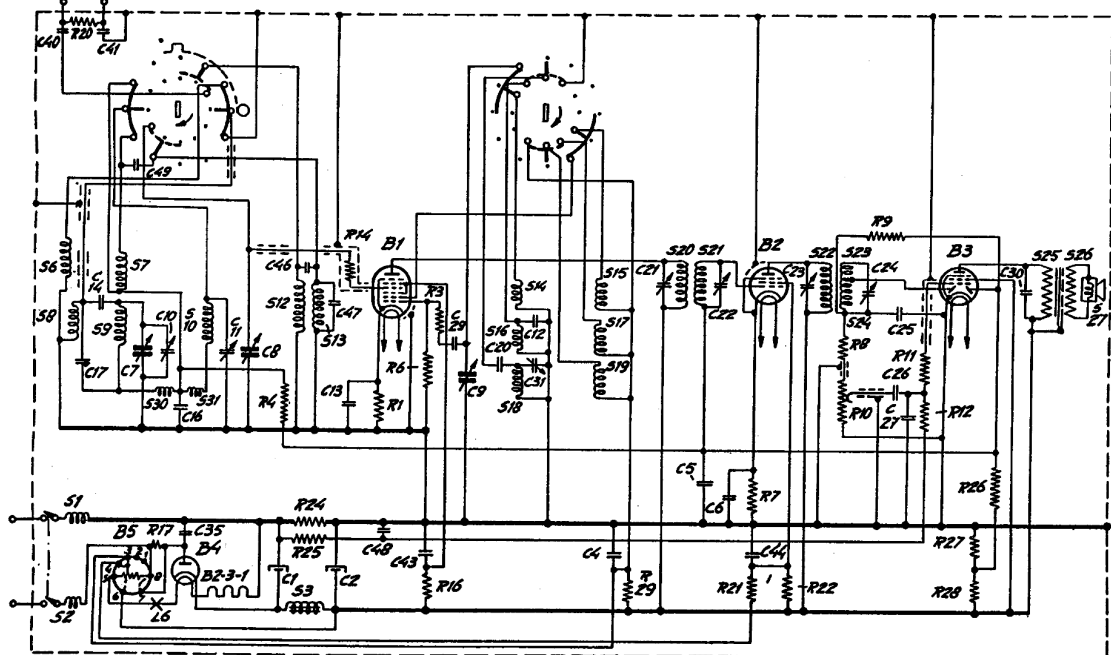 C40
R20
C41
C49
S6
S7
R14
B1
C46
S12
C47
S13
R3
C29
S8
C14
S9
C10
S10
C11
C8
C17
C7
S30
S31
C16
R4
C13
R1
R6
C9
S14
S15
S16
C12
S17
C20
C31
S18
S19
C21
S20
S21
C22
B2
C23
S22
S23
C24
R9
B3
C30
S25
S26
S27
S24
C25
R8
R11
R10
C26
C27
R12
C5
C6
R7
R26
S1
R24
R25
B5
R17
C35
B4
B2-3-1
C48
C43
C4
C44
R27
S2
L6
C1
S3
C2
R16
R29
R21
R22
R28